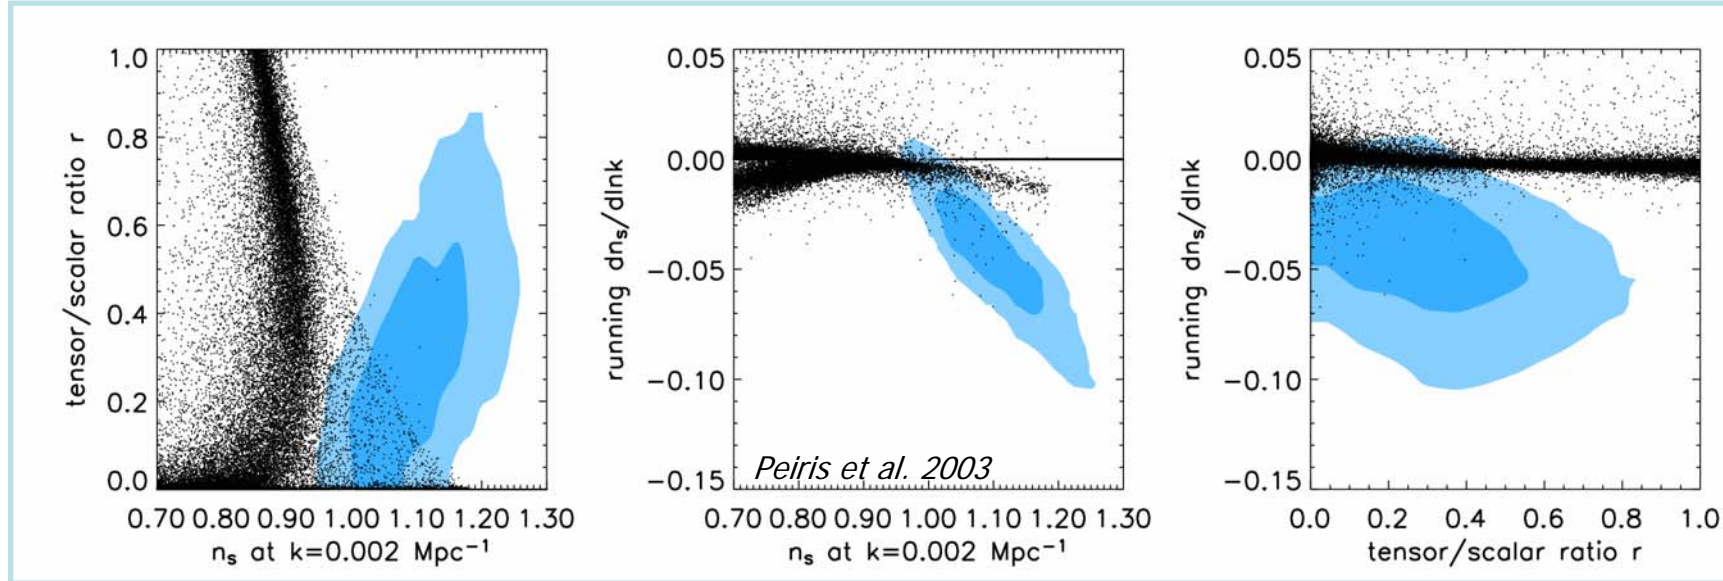 1.0
0.8
0.6
0.4
0.2
0.0
tensor/scalar ratio r
0.70 0.80 0.90 1.00 1.10 1.20 1.30
nₛ at k=0.002 Mpc⁻¹
0.05
0.00
−0.05
−0.10
−0.15
running dnₛ/dlnk
Peiris et al. 2003
0.70 0.80 0.90 1.00 1.10 1.20 1.30
nₛ at k=0.002 Mpc⁻¹
0.05
0.00
−0.05
−0.10
−0.15
running dnₛ/dlnk
0.0 0.2 0.4 0.6 0.8 1.0
tensor/scalar ratio r